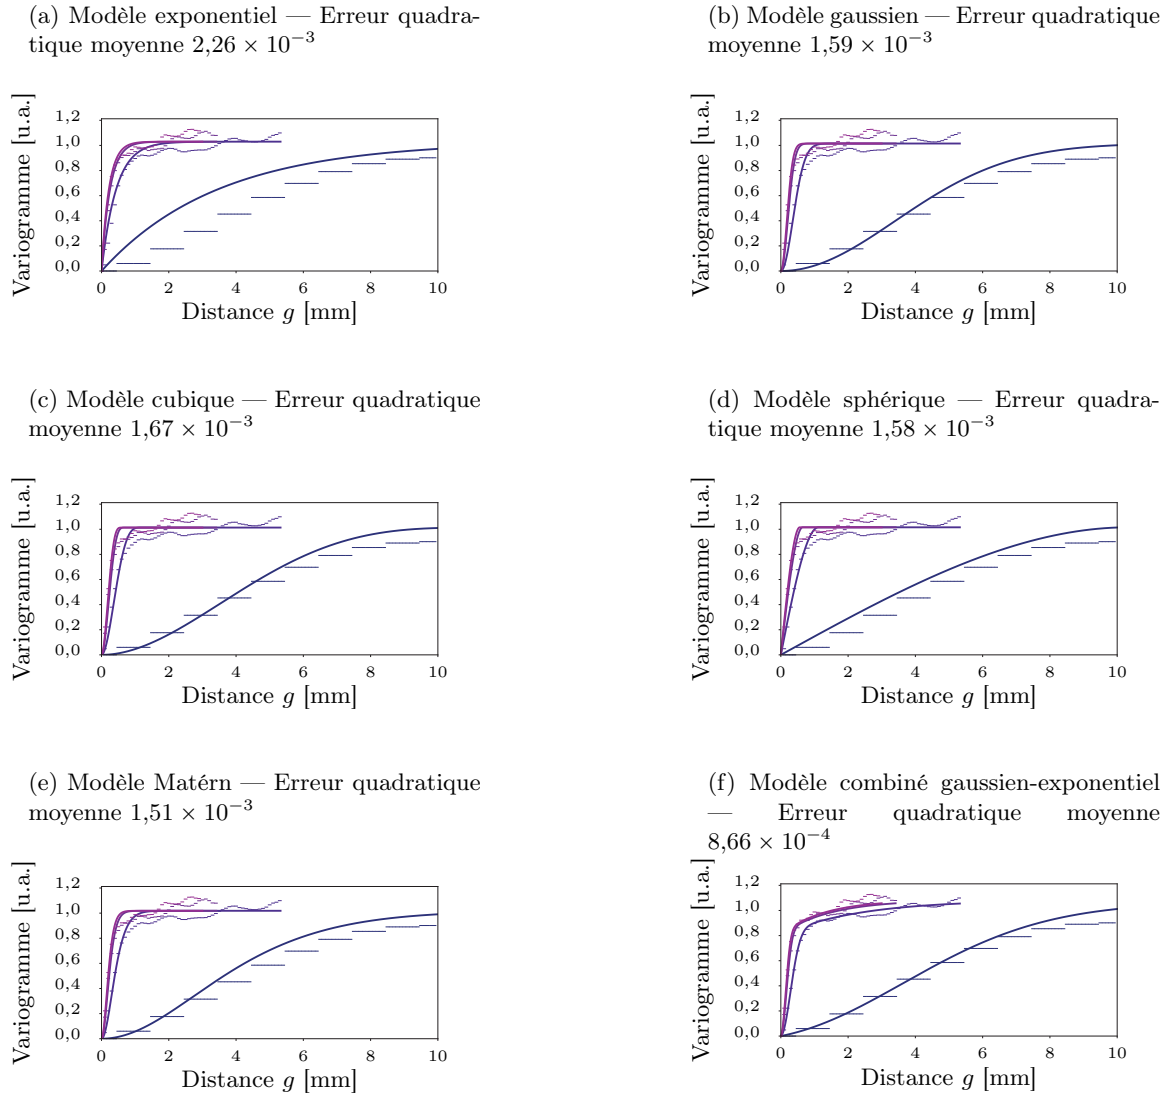 (a) Modèle exponentiel — Erreur quadra-
tique moyenne 2,26 × 10⁻³
Variogramme [u.a.]
1,2
1,0
0,8
0,6
0,4
0,2
0,0
0 2 4 6 8 10
Distance g [mm]
(b) Modèle gaussien — Erreur quadratique
moyenne 1,59 × 10⁻³
Variogramme [u.a.]
1,2
1,0
0,8
0,6
0,4
0,2
0,0
0 2 4 6 8 10
Distance g [mm]
(c) Modèle cubique — Erreur quadratique
moyenne 1,67 × 10⁻³
Variogramme [u.a.]
1,2
1,0
0,8
0,6
0,4
0,2
0,0
0 2 4 6 8 10
Distance g [mm]
(d) Modèle sphérique — Erreur quadra-
tique moyenne 1,58 × 10⁻³
Variogramme [u.a.]
1,2
1,0
0,8
0,6
0,4
0,2
0,0
0 2 4 6 8 10
Distance g [mm]
(e) Modèle Matérn — Erreur quadratique
moyenne 1,51 × 10⁻³
Variogramme [u.a.]
1,2
1,0
0,8
0,6
0,4
0,2
0,0
0 2 4 6 8 10
Distance g [mm]
(f) Modèle combiné gaussien-exponentiel
— Erreur quadratique moyenne
8,66 × 10⁻⁴
Variogramme [u.a.]
1,2
1,0
0,8
0,6
0,4
0,2
0,0
0 2 4 6 8 10
Distance g [mm]